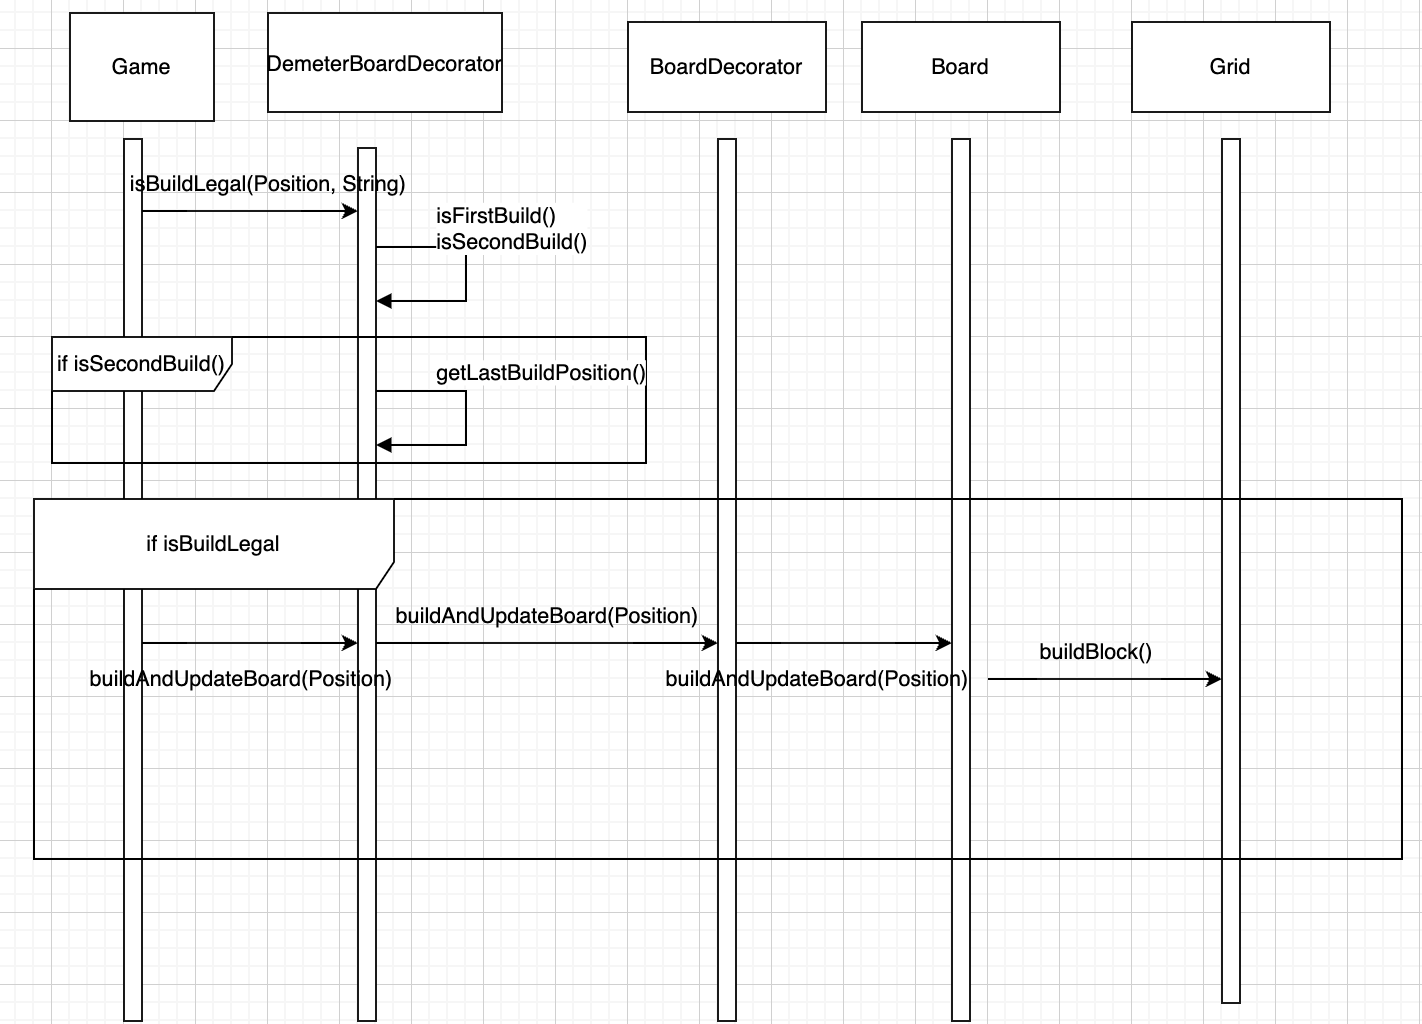 Game
DemeterBoardDecorator
BoardDecorator
Board
Grid
isBuildLegal(Position, String)
isFirstBuild()
isSecondBuild()
if isSecondBuild()
getLastBuildPosition()
if isBuildLegal
buildAndUpdateBoard(Position)
buildBlock()
buildAndUpdateBoard(Position)
buildAndUpdateBoard(Position)